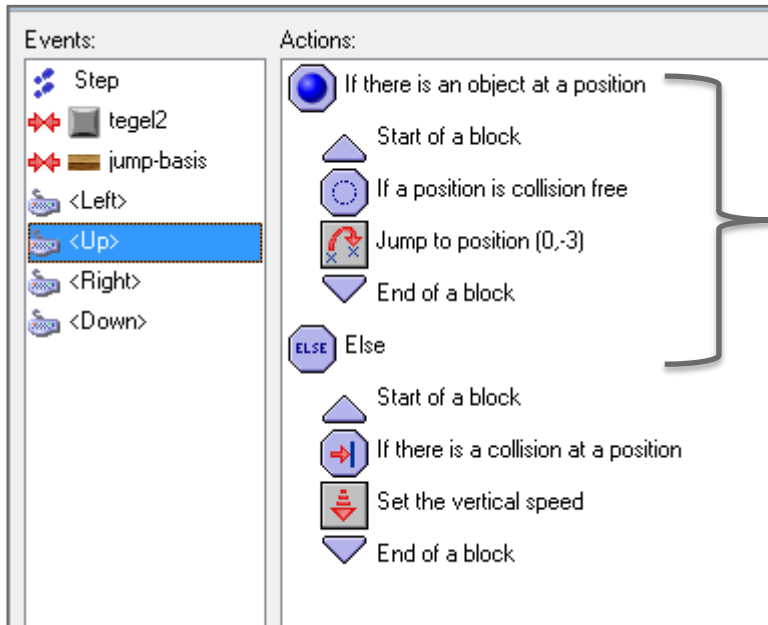 Events:
Step
tegel2
jump-basis
<Left>
<Up>
<Right>
<Down>
Actions:
If there is an object at a position
Start of a block
If a position is collision free
Jump to position (0,-3)
End of a block
ELSE Else
Start of a block
If there is a collision at a position
Set the vertical speed
End of a block